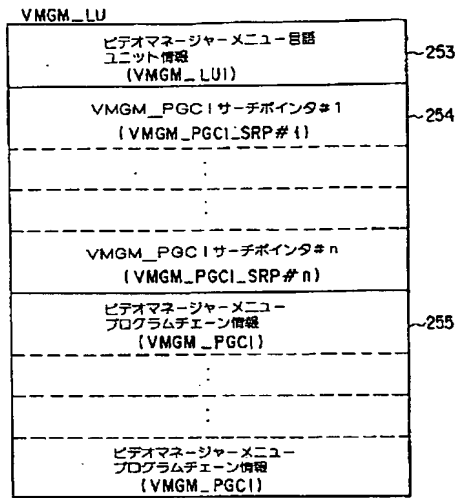 VMGM_LU
ビデオマネージャーメニュー言語
ユニット情報
(VMGM_LUI)
253
VMGM_PGCIサーチポインタ#1
(VMGM_PGCI_SRP#1)
254
VMGM_PGCIサーチポインタ#n
(VMGM_PGCI_SRP#n)
ビデオマネージャーメニュー
プログラムチェーン情報
(VMGM_PGCI)
255
ビデオマネージャーメニュー
プログラムチェーン情報
(VMGM_PGCI)